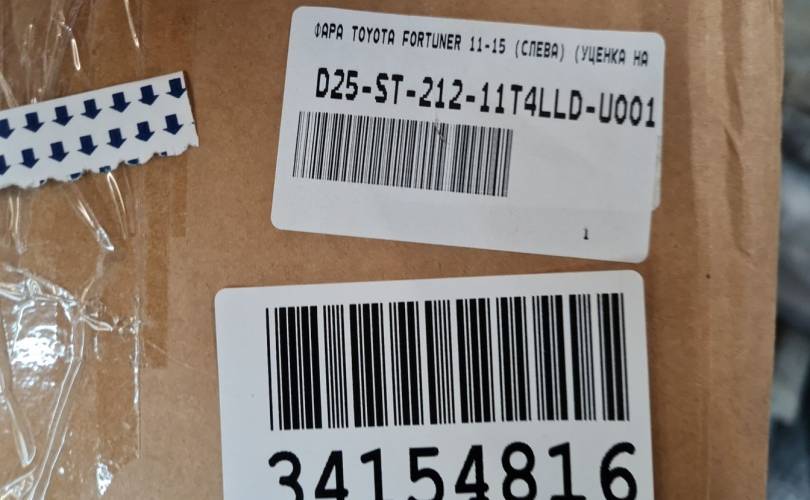 ФАРА TOYOTA FORTUNER 11-15 (СЛЕВА) (УЦЕНКА НА
D25-ST-212-11T4LLD-U001
1
34154816